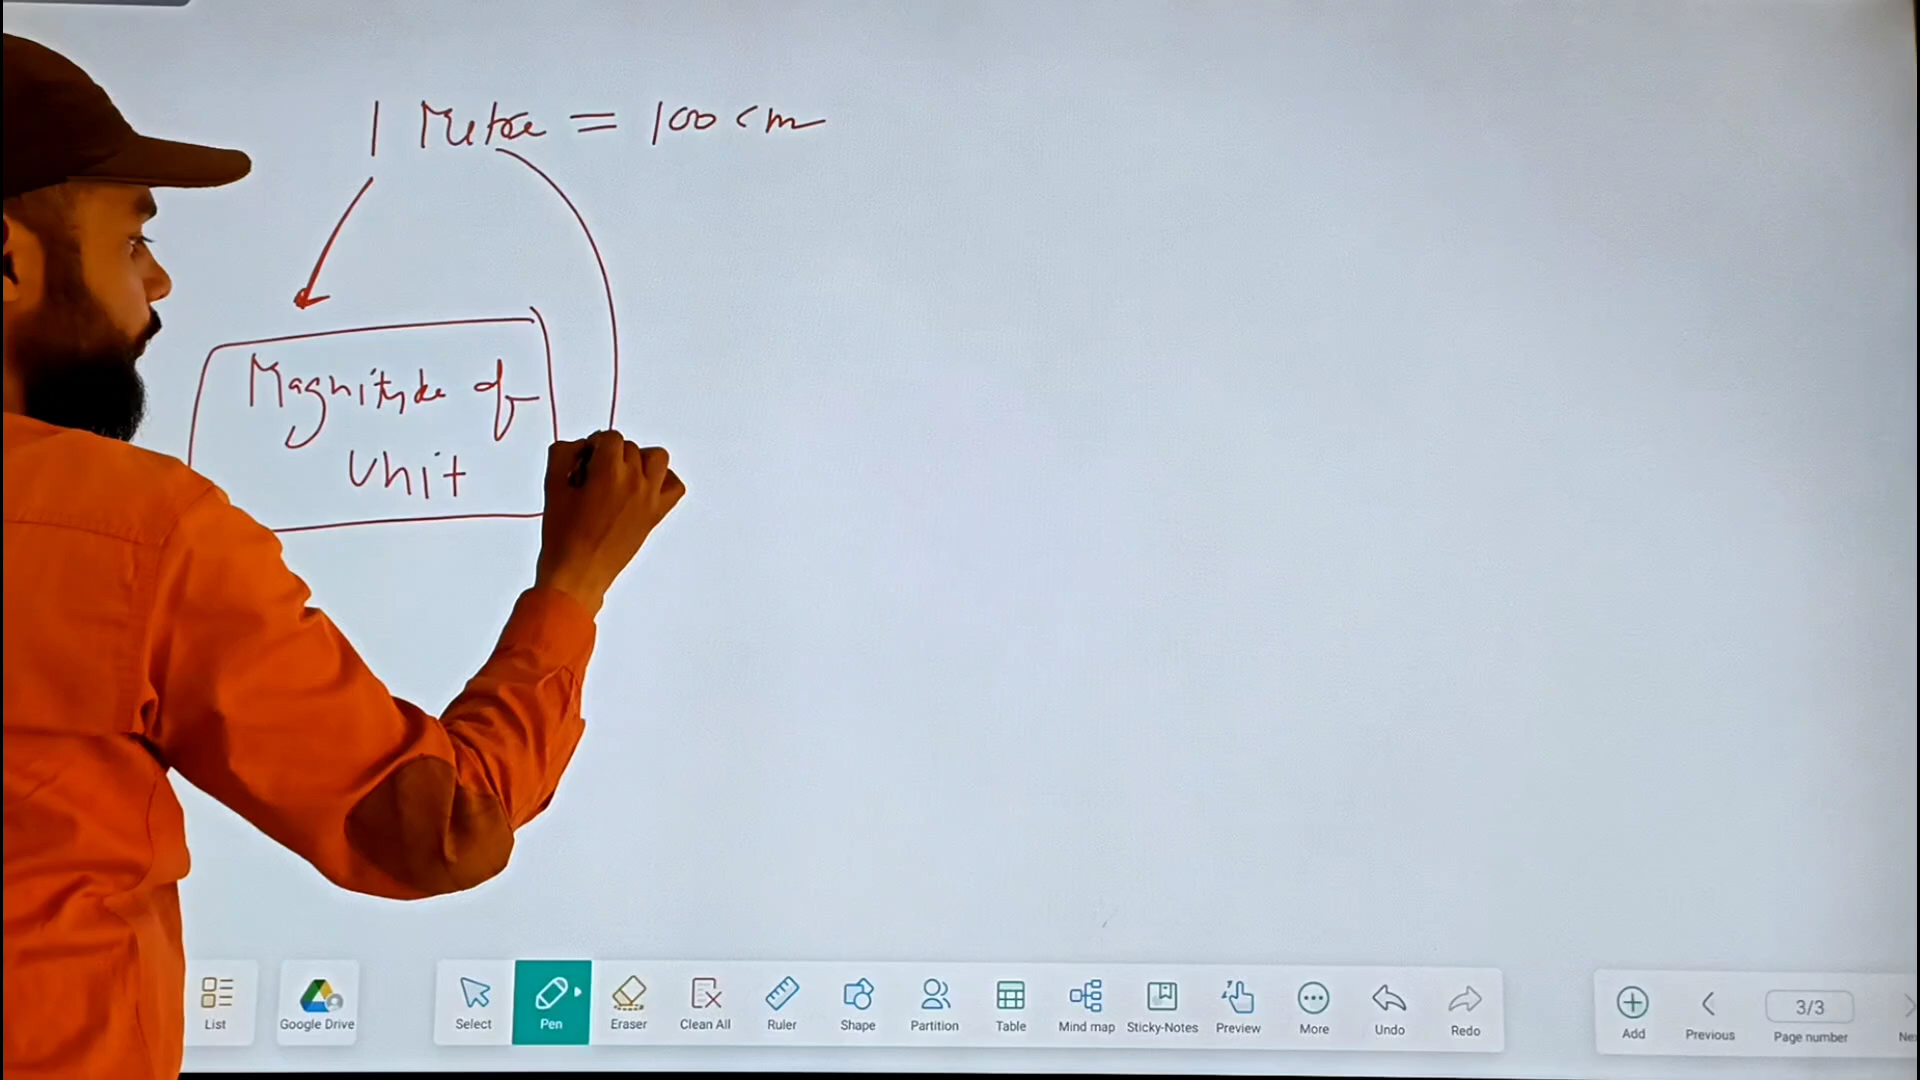 1 Metre = 100 cm
Magnitude of
Unit
List
Google Drive
Select
Pen
Eraser
Clean All
Ruler
Shape
Partition
Table
Mind map
Sticky-Notes
Preview
More
Undo
Redo
Add
Previous
3/3
Page number